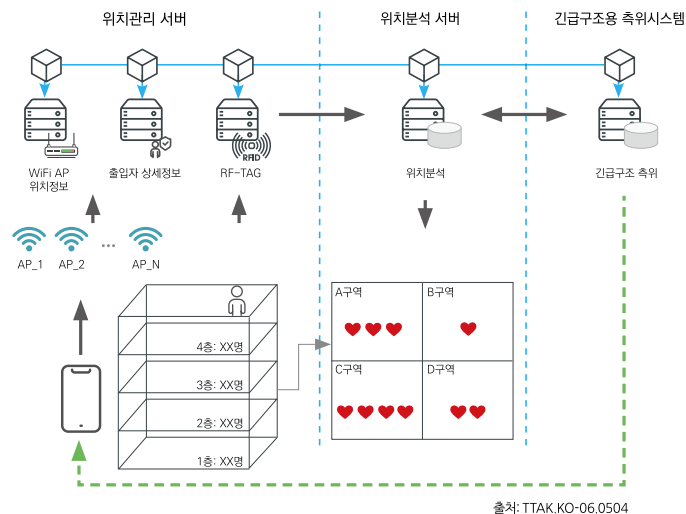 위치관리 서버
위치분석 서버
긴급구조용 측위시스템
RFID
WiFi AP
위치정보
출입자 상세정보
RF-TAG
위치분석
긴급구조 측위
AP_1
AP_2
...
AP_N
4층: XX명
3층: XX명
2층: XX명
1층: XX명
A구역
B구역
C구역
D구역
출처: TTAK.KO-06.0504